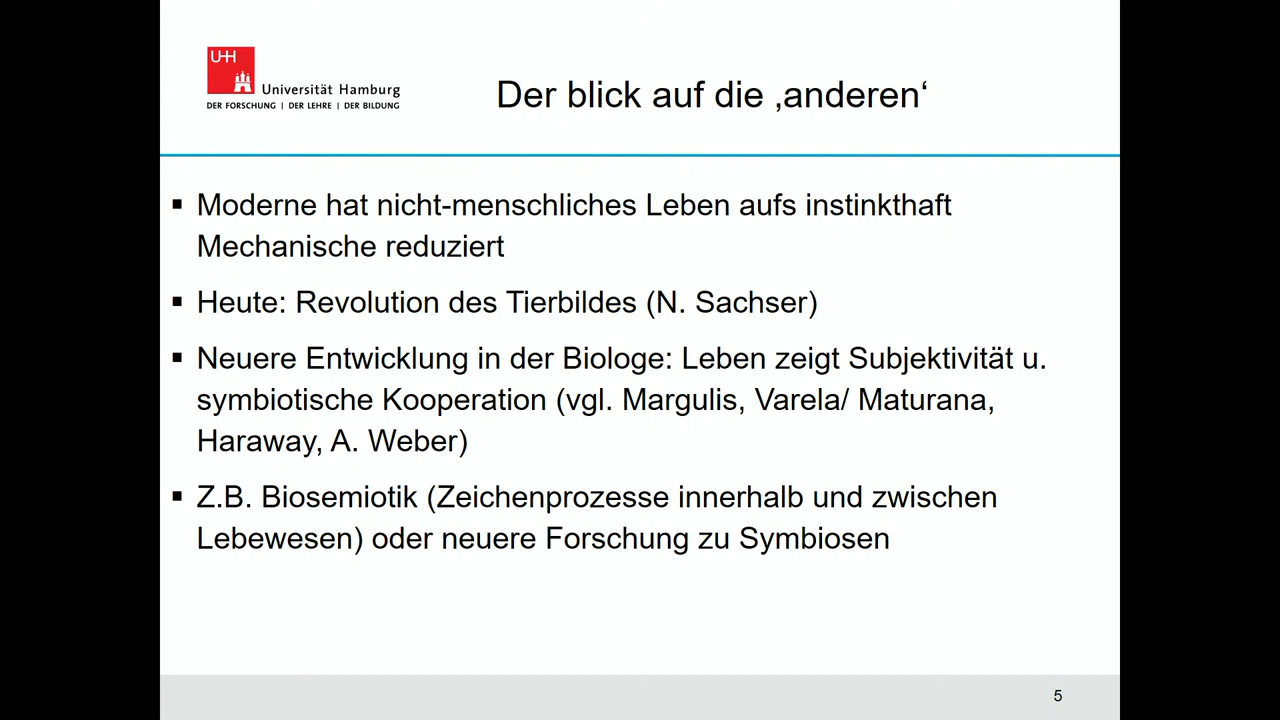 UHH
Universität Hamburg
DER FORSCHUNG | DER LEHRE | DER BILDUNG
Der blick auf die ‚anderen‘
▪ Moderne hat nicht-menschliches Leben aufs instinkthaft
Mechanische reduziert
▪ Heute: Revolution des Tierbildes (N. Sachser)
▪ Neuere Entwicklung in der Biologe: Leben zeigt Subjektivität u.
symbiotische Kooperation (vgl. Margulis, Varela/ Maturana,
Haraway, A. Weber)
▪ Z.B. Biosemiotik (Zeichenprozesse innerhalb und zwischen
Lebewesen) oder neuere Forschung zu Symbiosen
5